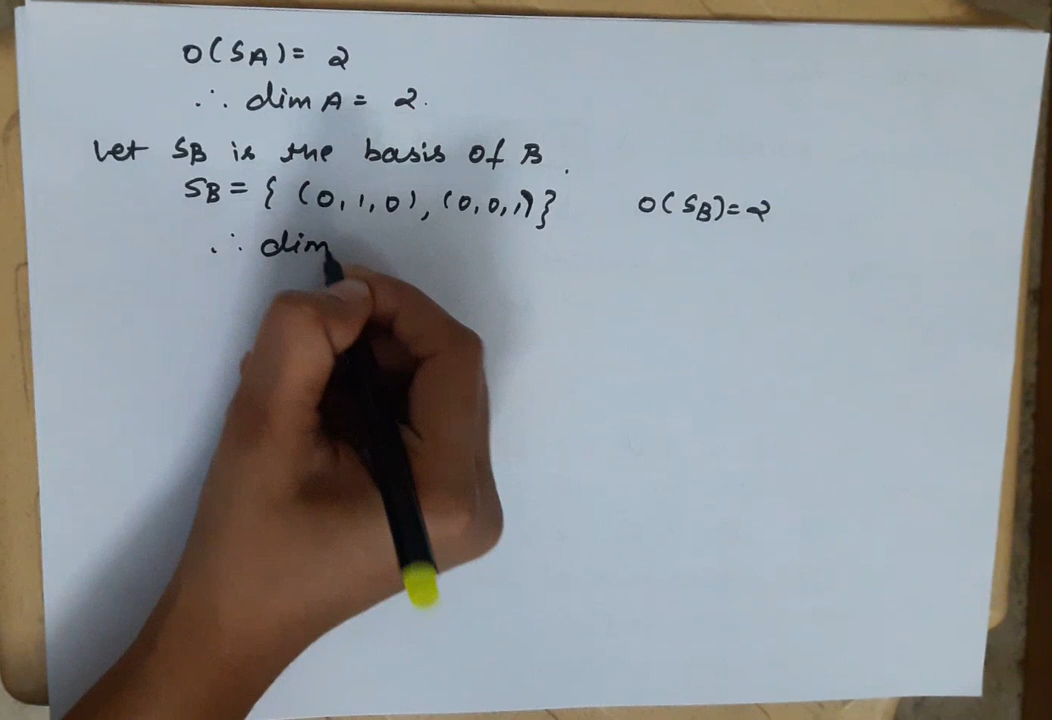 O(SA) = 2
∴ dim A = 2.
Let SB is the basis of B.
SB = { (0,1,0), (0,0,1)} O(SB)=2
∴ dim